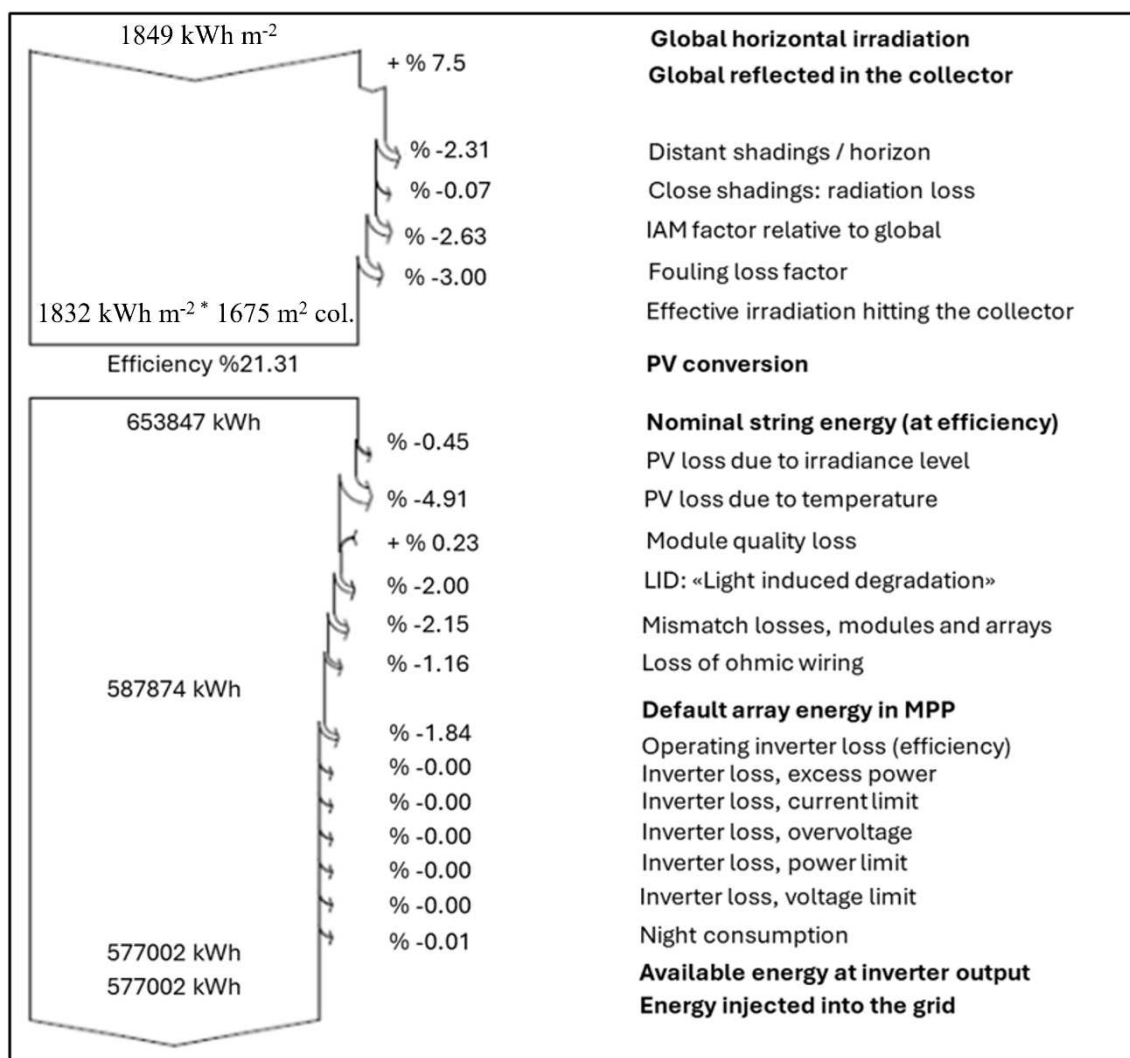 1849 kWh m-2
Global horizontal irradiation
+ % 7.5
Global reflected in the collector
% -2.31 Distant shadings / horizon
% -0.07 Close shadings: radiation loss
% -2.63 IAM factor relative to global
% -3.00 Fouling loss factor
1832 kWh m-2 * 1675 m2 col. Effective irradiation hitting the collector
Efficiency %21.31 PV conversion
653847 kWh Nominal string energy (at efficiency)
% -0.45 PV loss due to irradiance level
% -4.91 PV loss due to temperature
+ % 0.23 Module quality loss
% -2.00 LID: «Light induced degradation»
% -2.15 Mismatch losses, modules and arrays
% -1.16 Loss of ohmic wiring
587874 kWh Default array energy in MPP
% -1.84 Operating inverter loss (efficiency)
% -0.00 Inverter loss, excess power
% -0.00 Inverter loss, current limit
% -0.00 Inverter loss, overvoltage
% -0.00 Inverter loss, power limit
% -0.00 Inverter loss, voltage limit
% -0.01 Night consumption
577002 kWh Available energy at inverter output
577002 kWh Energy injected into the grid